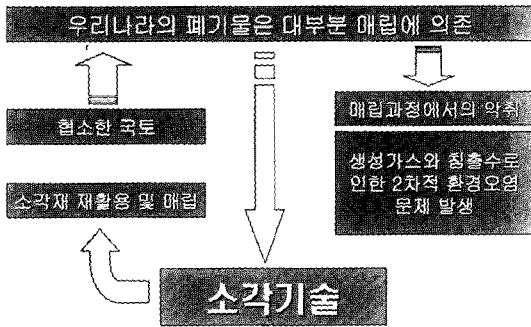 우리나라의 폐기물은 대부분 매립에 의존
협소한 국토
소각재 재활용 및 매립
매립과정에서의 악취
생성가스와 침출수로
인한 2차적 환경오염
문제 발생
소각기술